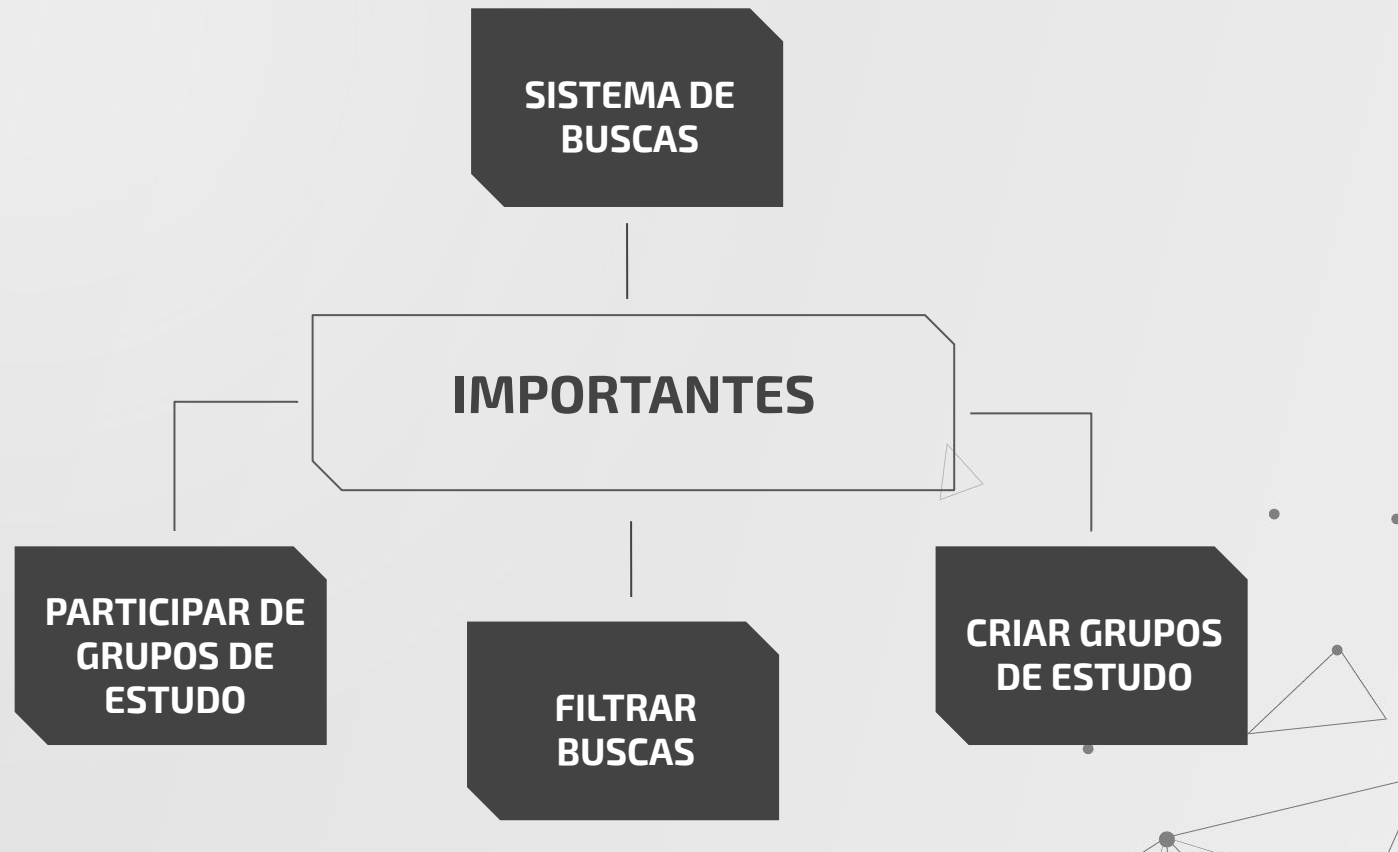 SISTEMA DE
BUSCAS
IMPORTANTES
PARTICIPAR DE
GRUPOS DE
ESTUDO
FILTRAR
BUSCAS
CRIAR GRUPOS
DE ESTUDO